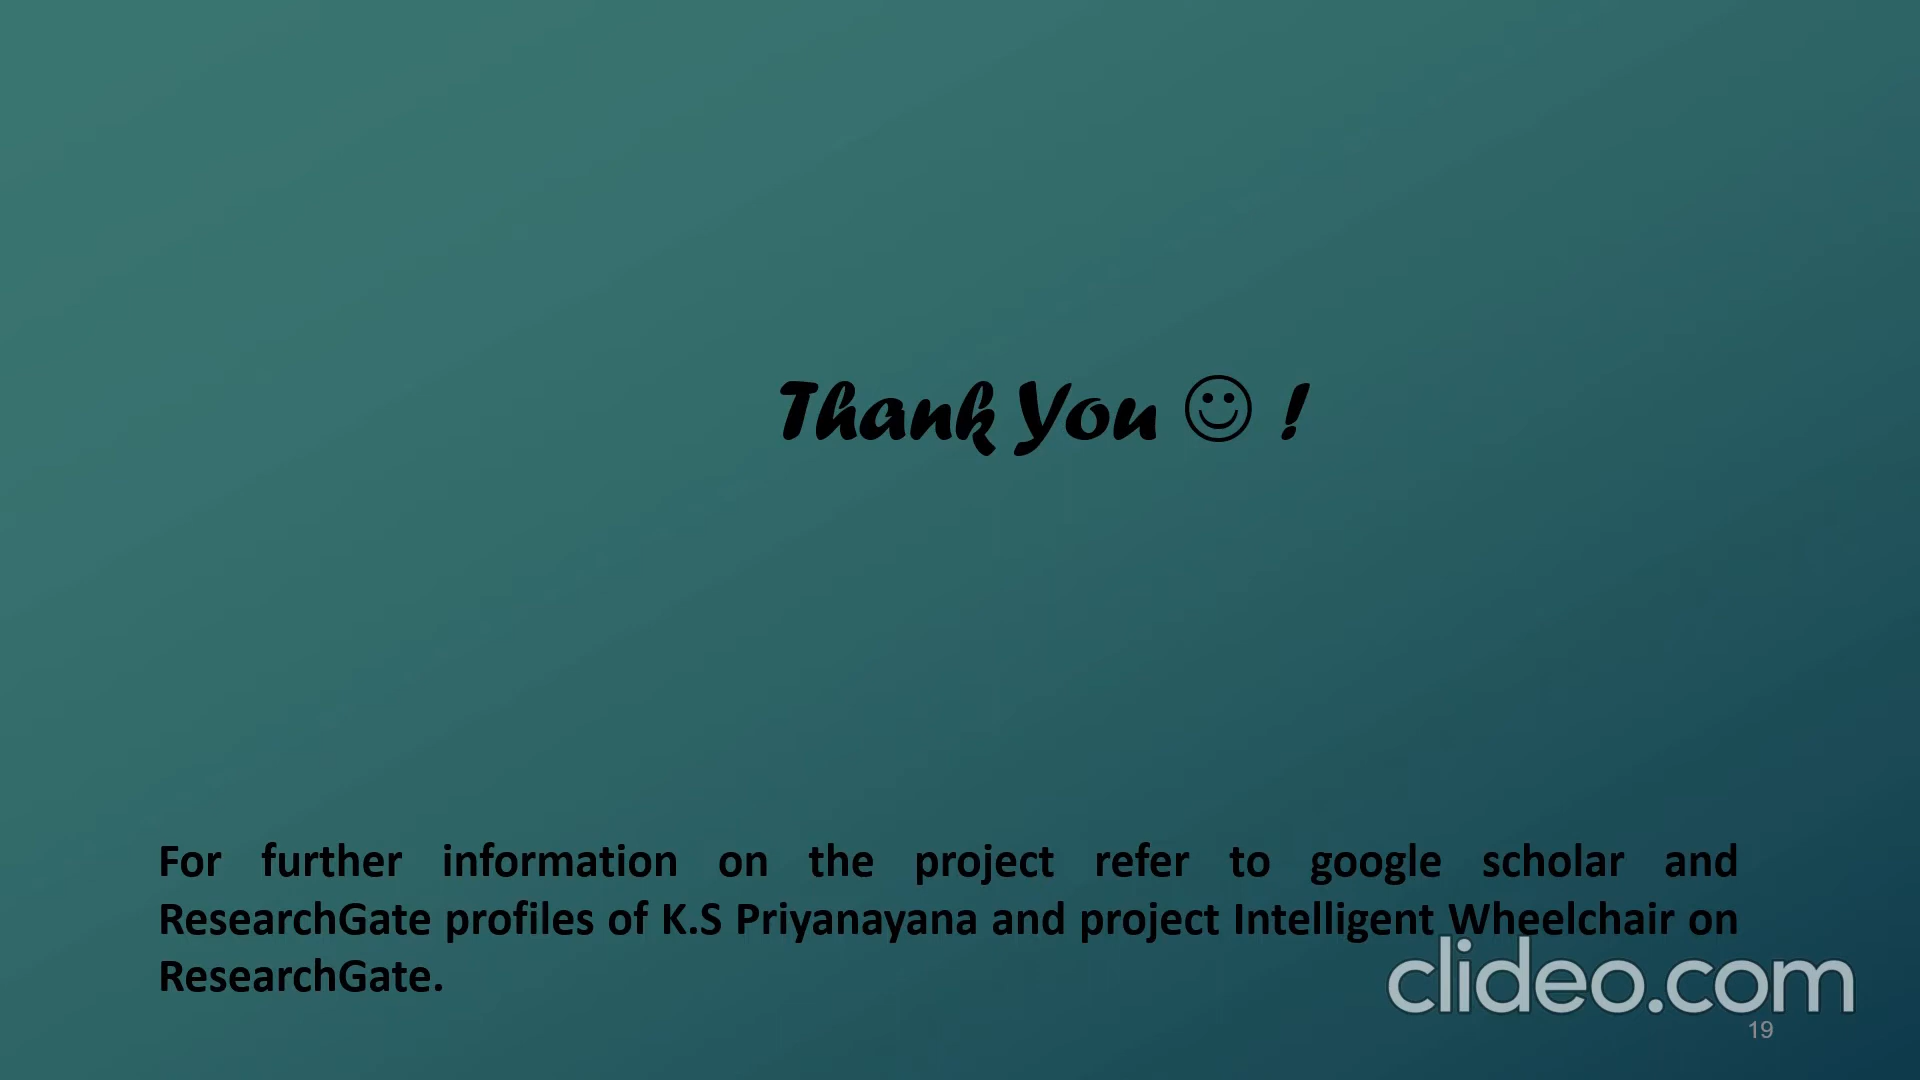 Thank You ☺ !
For further information on the project refer to google scholar and
ResearchGate profiles of K.S Priyanayana and project Intelligent Wheelchair on
ResearchGate.
clideo.com
19